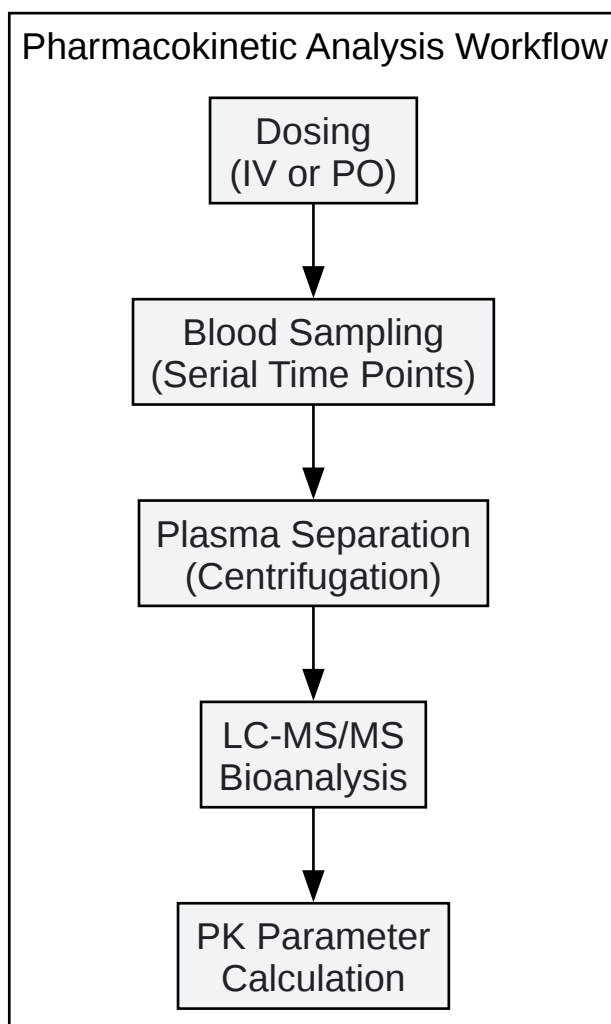 Pharmacokinetic Analysis Workflow
Dosing
(IV or PO)
Blood Sampling
(Serial Time Points)
Plasma Separation
(Centrifugation)
LC-MS/MS
Bioanalysis
PK Parameter
Calculation